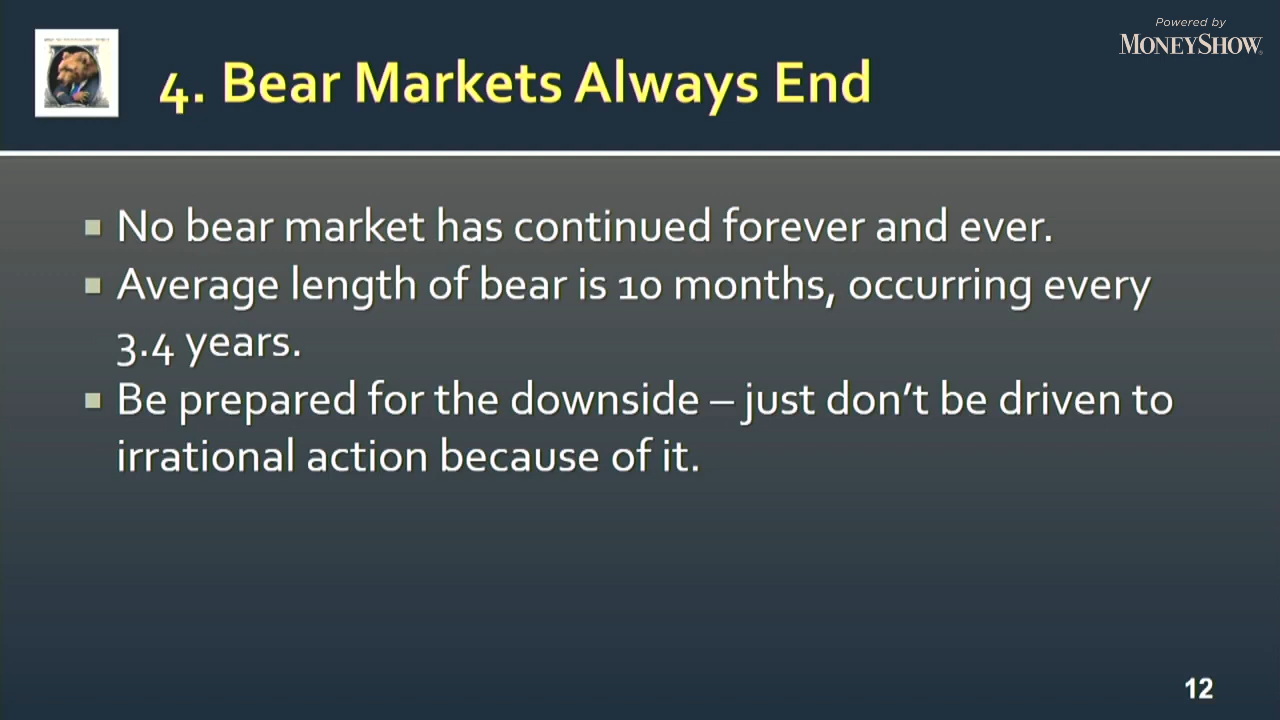 Powered by
MONEYSHOW
4. Bear Markets Always End
No bear market has continued forever and ever.
Average length of bear is 10 months, occurring every
3.4 years.
Be prepared for the downside – just don't be driven to
irrational action because of it.
12